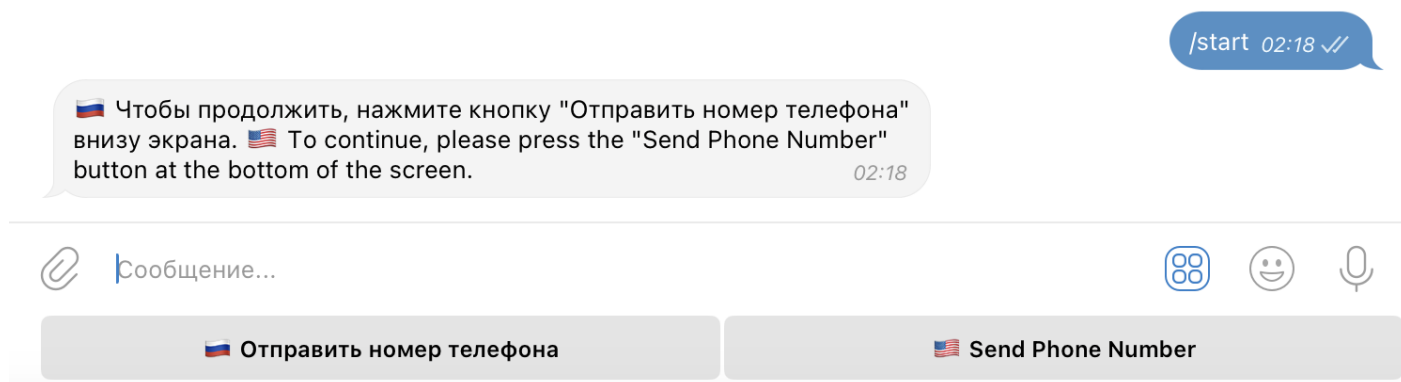 /start 02:18
🇷🇺 Чтобы продолжить, нажмите кнопку "Отправить номер телефона"
внизу экрана. 🇺🇸 To continue, please press the "Send Phone Number"
button at the bottom of the screen.
02:18
Сообщение...
🇷🇺 Отправить номер телефона
🇺🇸 Send Phone Number